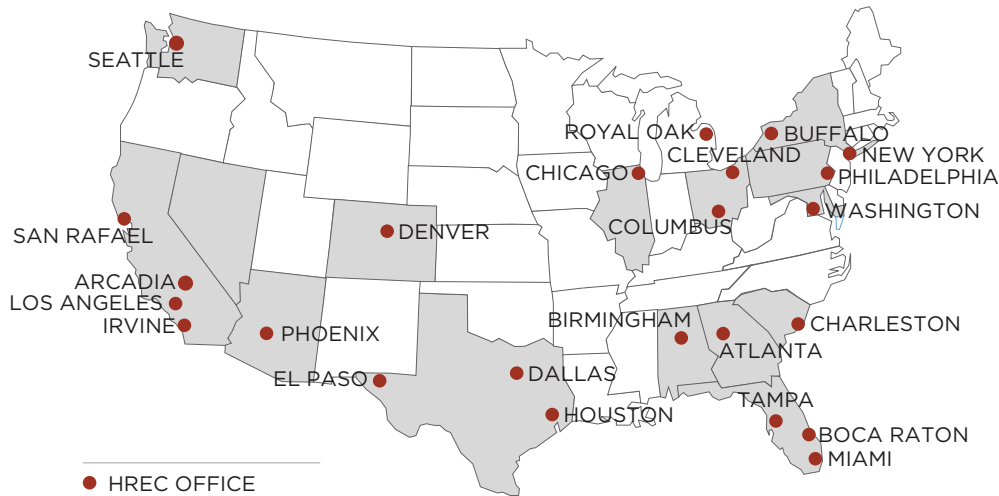 SEATTLE
ROYAL OAK
BUFFALO
CLEVELAND
NEW YORK
CHICAGO
PHILADELPHIA
WASHINGTON
COLUMBUS
SAN RAFAEL
DENVER
ARCADIA
LOS ANGELES
IRVINE
PHOENIX
BIRMINGHAM
CHARLESTON
ATLANTA
EL PASO
DALLAS
TAMPA
HOUSTON
BOCA RATON
MIAMI
HREC OFFICE